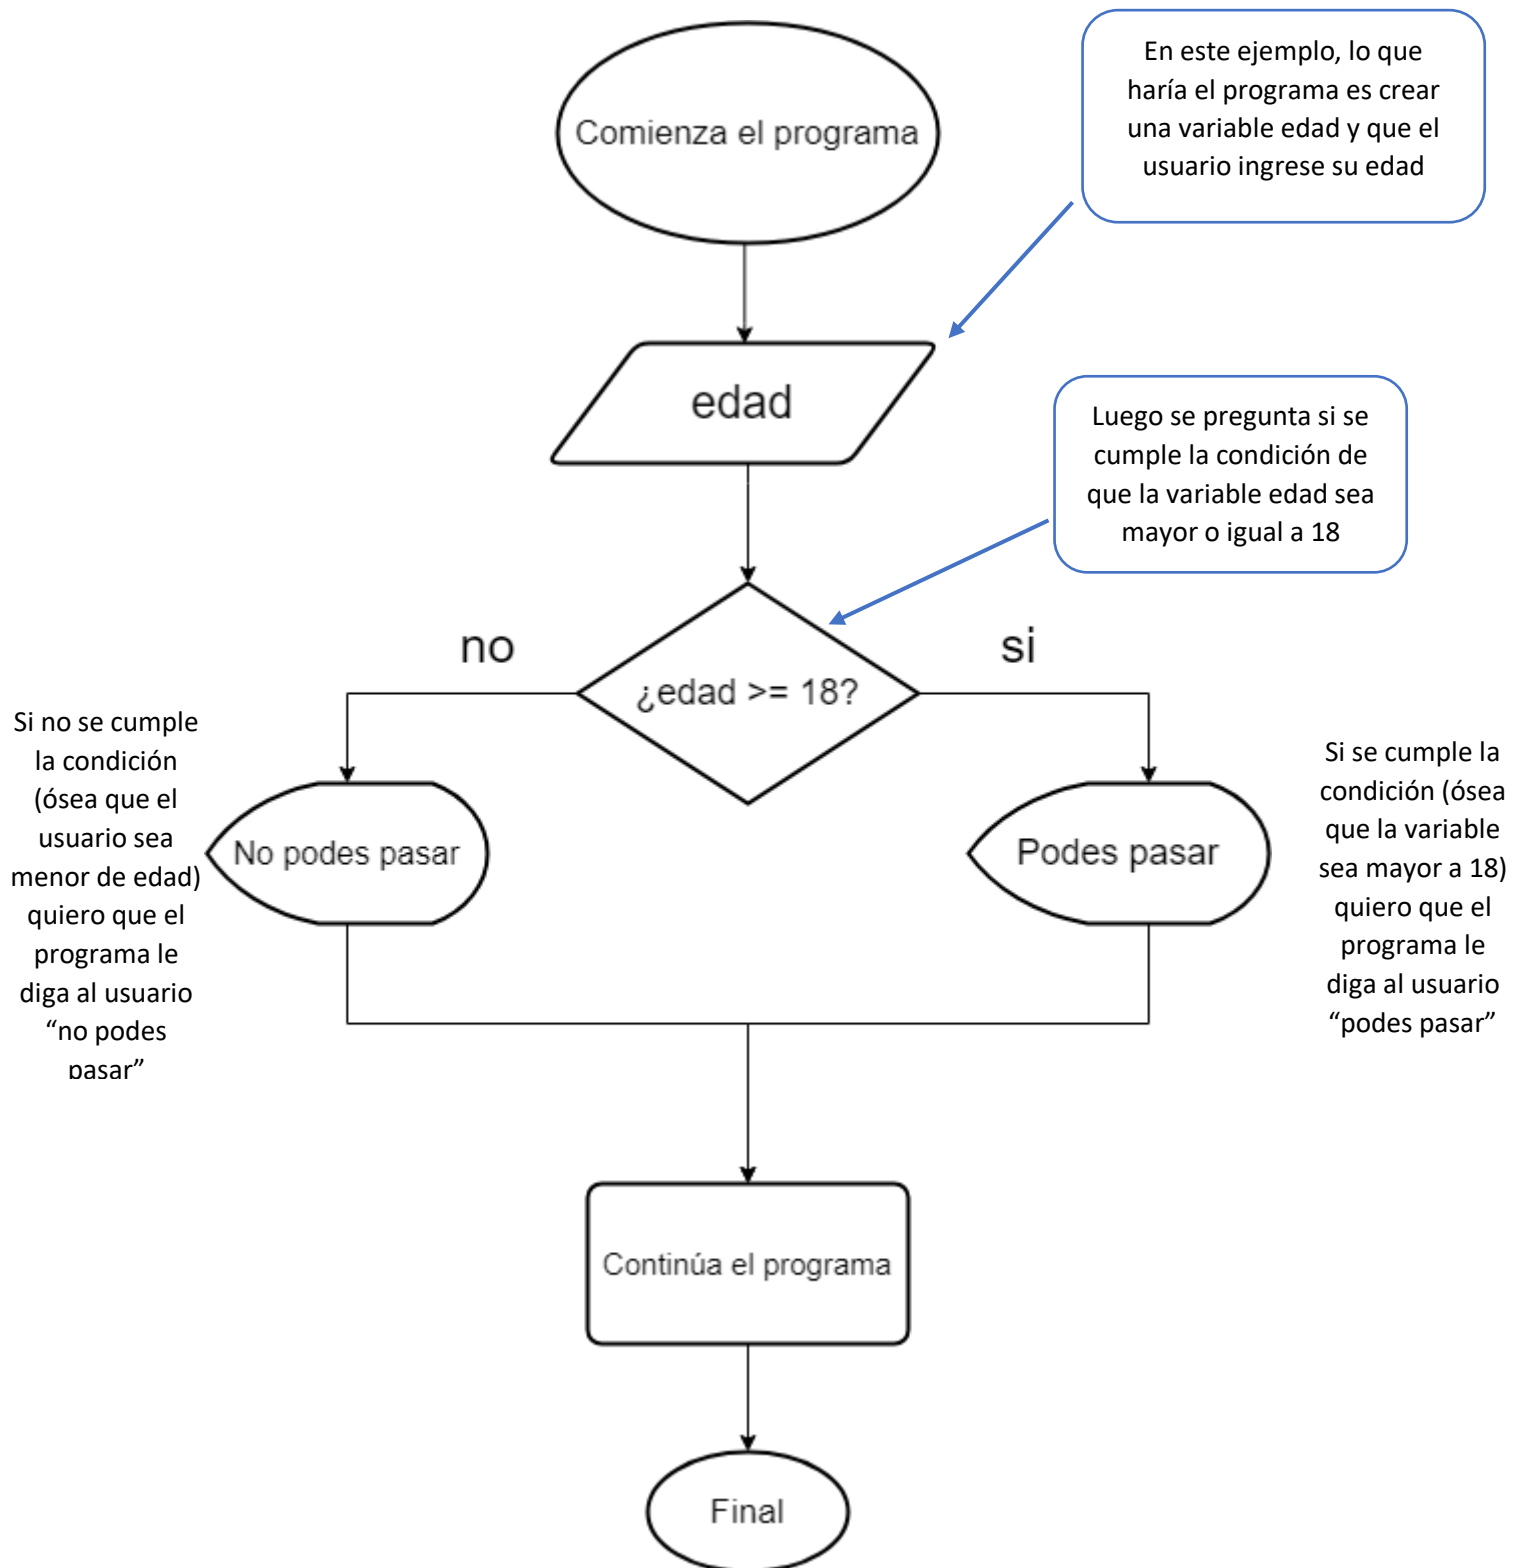 Comienza el programa
En este ejemplo, lo que
haría el programa es crear
una variable edad y que el
usuario ingrese su edad
edad
Luego se pregunta si se
cumple la condición de
que la variable edad sea
mayor o igual a 18
no
si
¿edad >= 18?
Si no se cumple
la condición
(ósea que el
usuario sea
menor de edad)
quiero que el
programa le
diga al usuario
“no podes
pasar”
No podes pasar
Podes pasar
Si se cumple la
condición (ósea
que la variable
sea mayor a 18)
quiero que el
programa le
diga al usuario
“podes pasar”
Continúa el programa
Final